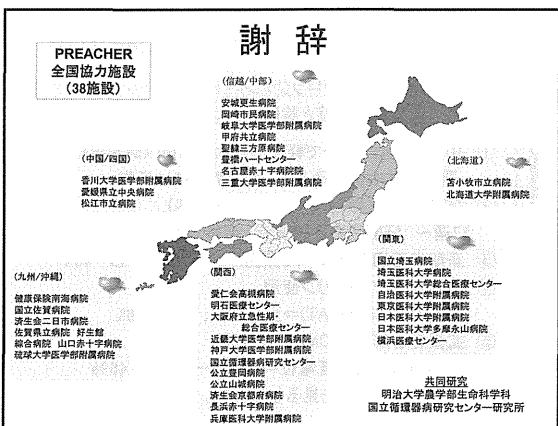 謝 辞
PREACHER
全国協力施設
(38施設)
(信越/中部)
安城更生病院
岡崎市民病院
岐阜大学医学部附属病院
甲府共立病院
聖隷三方原病院
豊橋ハートセンター
名古屋赤十字病院
三重大学医学部附属病院
(中国/四国)
香川大学医学部附属病院
愛媛県立中央病院
松江市立病院
(北海道)
苫小牧市立病院
北海道大学附属病院
(九州/沖縄)
健康保険南海病院
国立佐賀病院
済生会二日市病院
佐賀県立病院 好生館
綜合病院 山口赤十字病院
琉球大学医学部附属病院
(関西)
愛仁会高槻病院
明石医療センター
大阪府立急性期・
総合医療センター
近畿大学医学部附属病院
神戸大学医学部附属病院
国立循環器病研究センター
公立豊岡病院
公立山城病院
済生会京都府病院
長浜赤十字病院
兵庫医科大学附属病院
(関東)
国立埼玉病院
埼玉医科大学病院
埼玉医科大学総合医療センター
自治医科大学附属病院
東京医科大学附属病院
日本医科大学附属病院
日本医科大学多摩永山病院
横浜医療センター
共同研究
明治大学農学部生命科学科
国立循環器病研究センター研究所